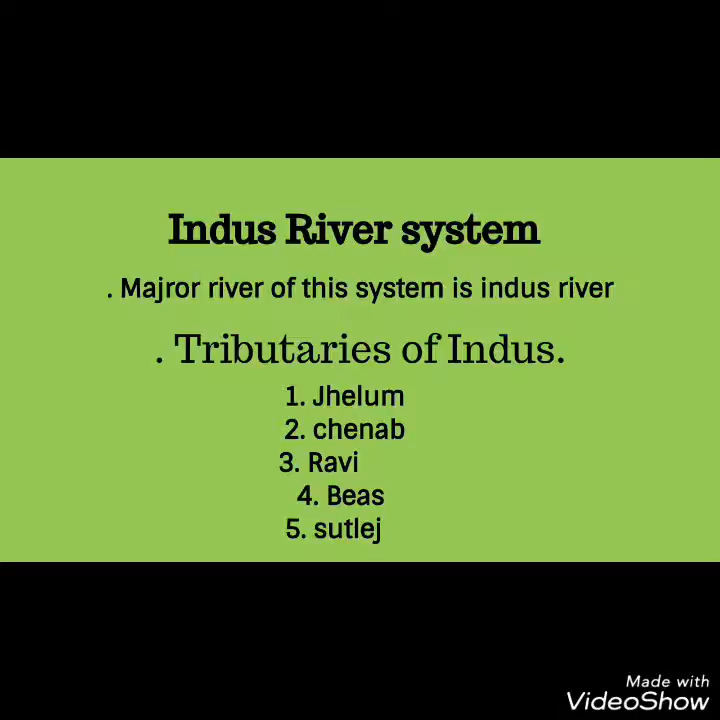 Indus River system
. Majror river of this system is indus river
. Tributaries of Indus.
1. Jhelum
2. chenab
3. Ravi
4. Beas
5. sutlej
Made with
VideoShow